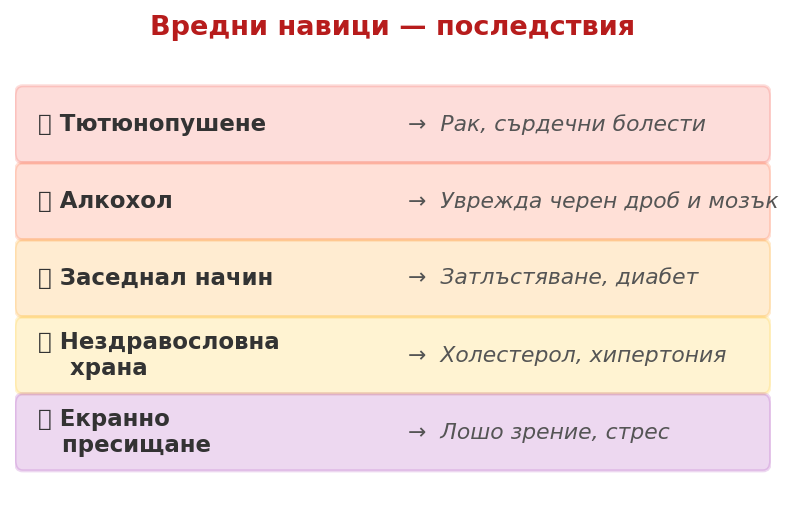 Вредни навици — последствия
Тютюнопушене → Рак, сърдечни болести
Алкохол → Уврежда черен дроб и мозък
Заседнал начин → Затлъстяване, диабет
Нездравословна
храна → Холестерол, хипертония
Екранно
пресищане → Лошо зрение, стрес